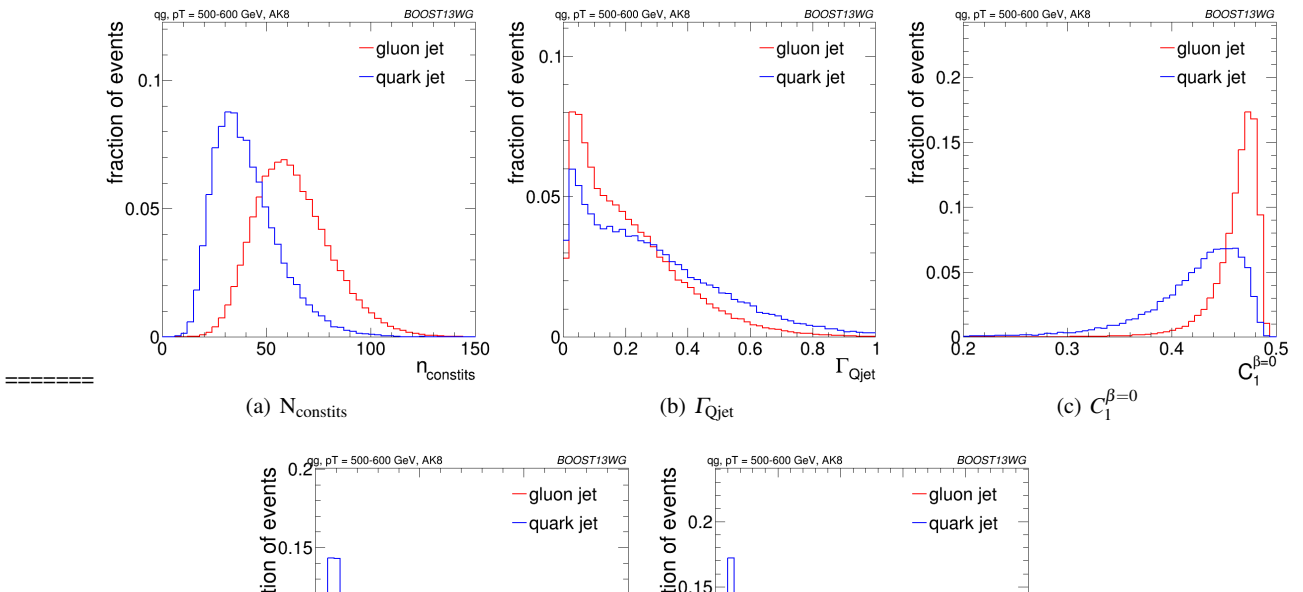 qg, pT = 500-600 GeV, AK8 BOOST13WG
fraction of events
gluon jet
quark jet
0.1
0.05
0
0 50 100 150
n_constits
(a) N_constits
qg, pT = 500-600 GeV, AK8 BOOST13WG
fraction of events
gluon jet
quark jet
0.1
0.05
0
0 0.2 0.4 0.6 0.8 1
Γ_Qjet
(b) Γ_Qjet
qg, pT = 500-600 GeV, AK8 BOOST13WG
fraction of events
gluon jet
quark jet
0.2
0.15
0.1
0.05
0
0.2 0.3 0.4 0.5
C_1^{β=0}
(c) C_1^{β=0}
=======
qg, pT = 500-600 GeV, AK8 BOOST13WG
of events
gluon jet
quark jet
0.2
0.15
qg, pT = 500-600 GeV, AK8 BOOST13WG
of events
gluon jet
quark jet
0.2
0.15